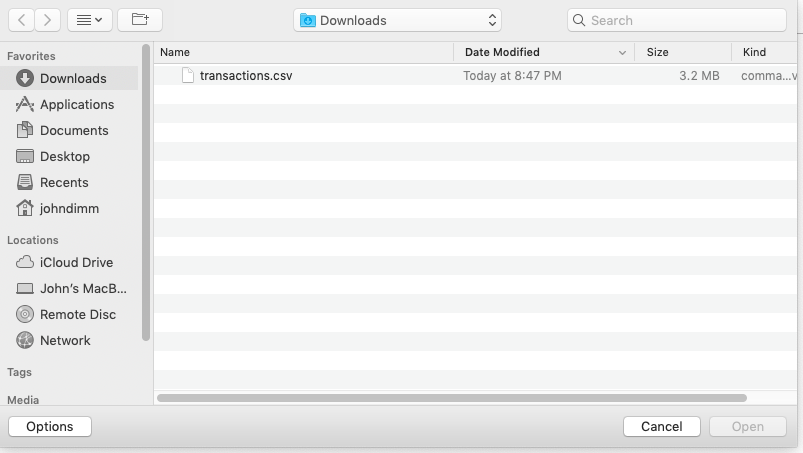 Downloads
Search
Favorites
Downloads
Applications
Documents
Desktop
Recents
johndimm
Locations
iCloud Drive
John's MacB...
Remote Disc
Network
Tags
Media
Name Date Modified Size Kind
transactions.csv Today at 8:47 PM 3.2 MB comma...v
Options Cancel Open